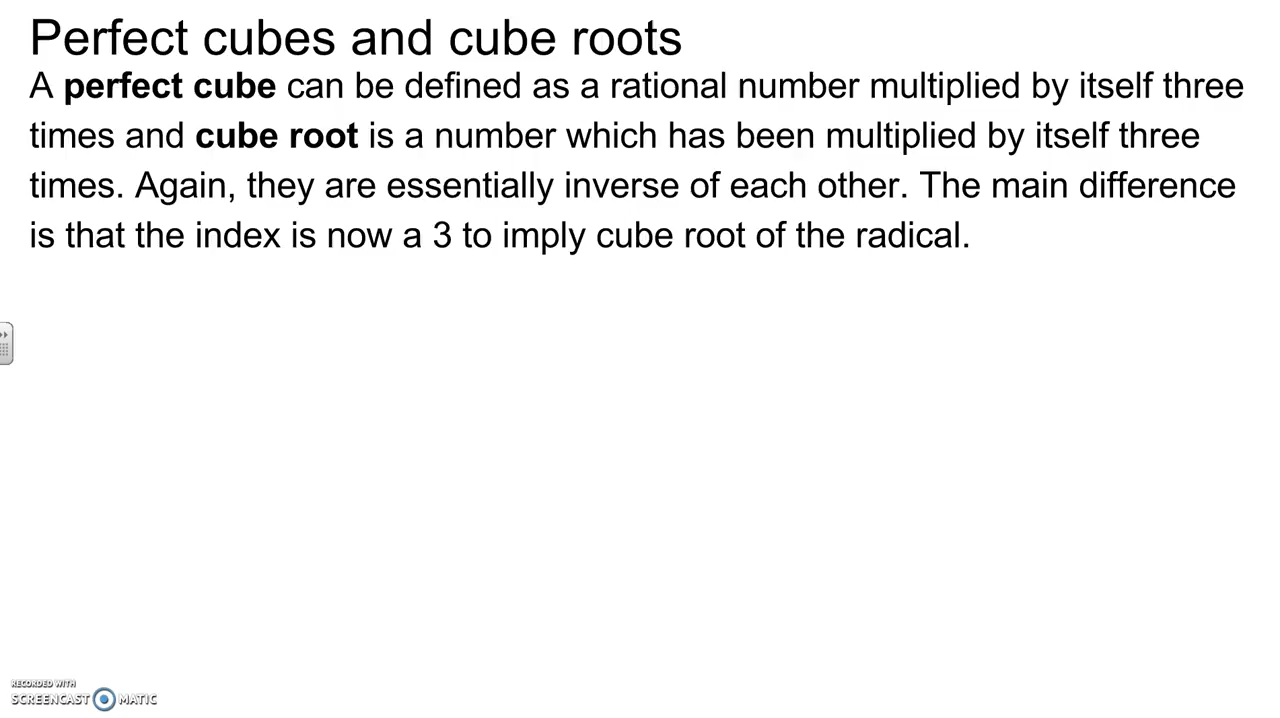 Perfect cubes and cube roots
A perfect cube can be defined as a rational number multiplied by itself three
times and cube root is a number which has been multiplied by itself three
times. Again, they are essentially inverse of each other. The main difference
is that the index is now a 3 to imply cube root of the radical.
RECORDED WITH
SCREENCAST MATIC